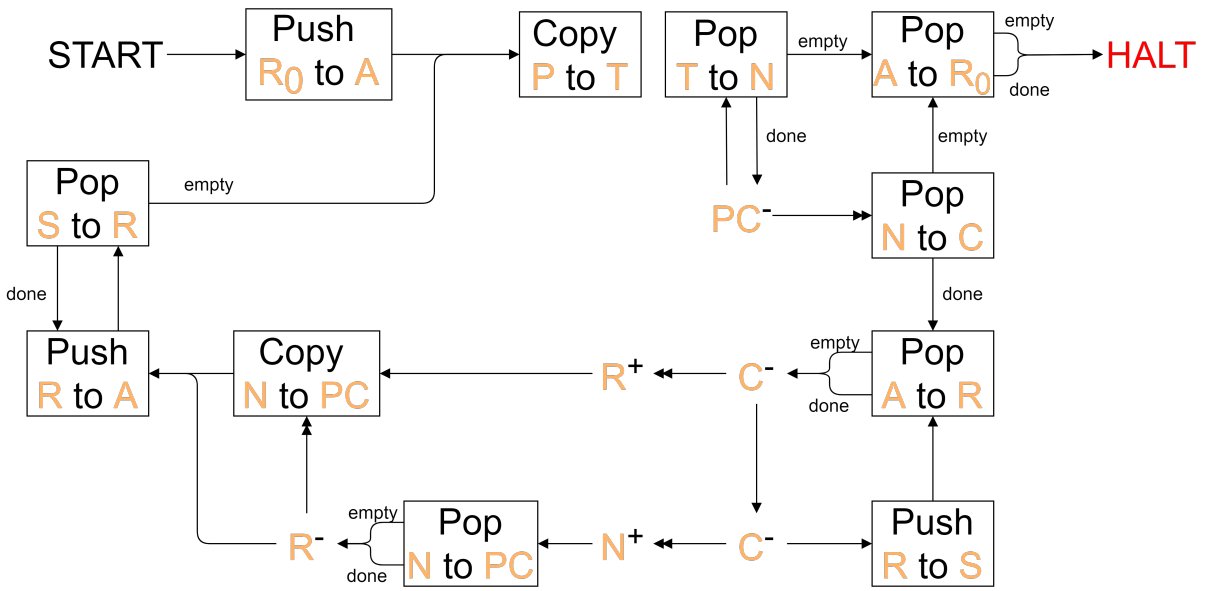 START
Push
R₀ to A
Copy
P to T
Pop
T to N
empty
done
Pop
A to R₀
empty
done
HALT
Pop
S to R
empty
done
PC⁻
empty
Pop
N to C
done
Push
R to A
Copy
N to PC
R⁺
C⁻
empty
done
Pop
A to R
R⁻
empty
done
Pop
N to PC
N⁺
C⁻
Push
R to S